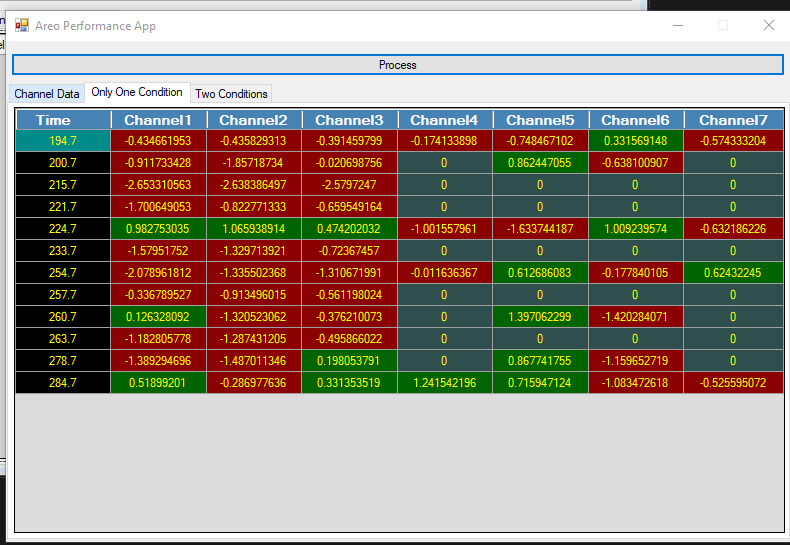 Areo Performance App
Process
Channel Data Only One Condition Two Conditions
Time Channel1 Channel2 Channel3 Channel4 Channel5 Channel6 Channel7
194.7 -0.434661953 -0.435829313 -0.391459799 -0.174133898 -0.748467102 0.331569148 -0.574333204
200.7 -0.911733428 -1.85718734 -0.020698756 0 0.862447055 -0.638100907 0
215.7 -2.653310563 -2.638386497 -2.5797247 0 0 0 0
221.7 -1.700649053 -0.822771333 -0.659549164 0 0 0 0
224.7 0.982753035 1.065938914 0.474202032 -1.001557961 -1.633744187 1.009239574 -0.632186226
233.7 -1.57951752 -1.329713921 -0.72367457 0 0 0 0
254.7 -2.078961812 -1.335502368 -1.310671991 -0.011636367 0.612686083 -0.177840105 0.62432245
257.7 -0.336789527 -0.913496015 -0.561198024 0 0 0 0
260.7 0.126328092 -1.320523062 -0.376210073 0 1.397062299 -1.420284071 0
263.7 -1.182805778 -1.287431205 -0.495866022 0 0 0 0
278.7 -1.389294696 -1.487011346 0.198053791 0 0.867741755 -1.159652719 0
284.7 0.51899201 -0.286977636 0.331353519 1.241542196 0.715947124 -1.083472618 -0.525595072